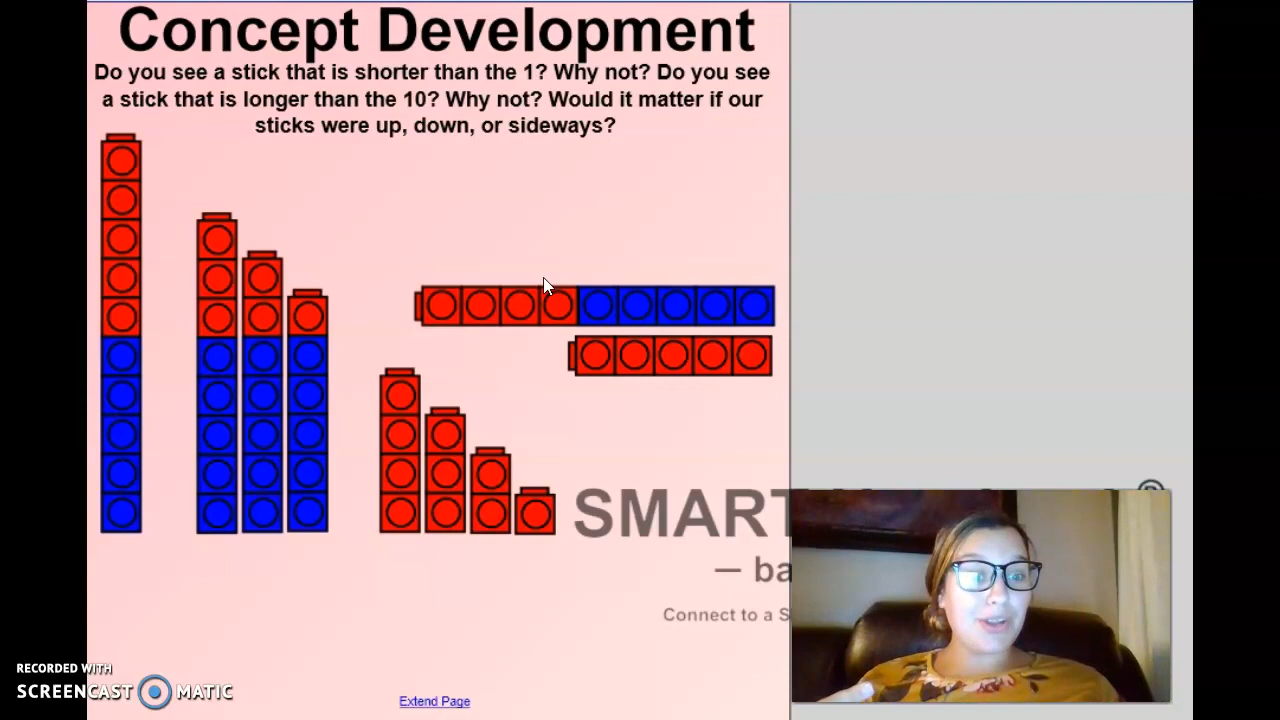 Concept Development
Do you see a stick that is shorter than the 1? Why not? Do you see
a stick that is longer than the 10? Why not? Would it matter if our
sticks were up, down, or sideways?
SMART
®
— ba
Connect to a S
RECORDED WITH
SCREENCAST MATIC
Extend Page